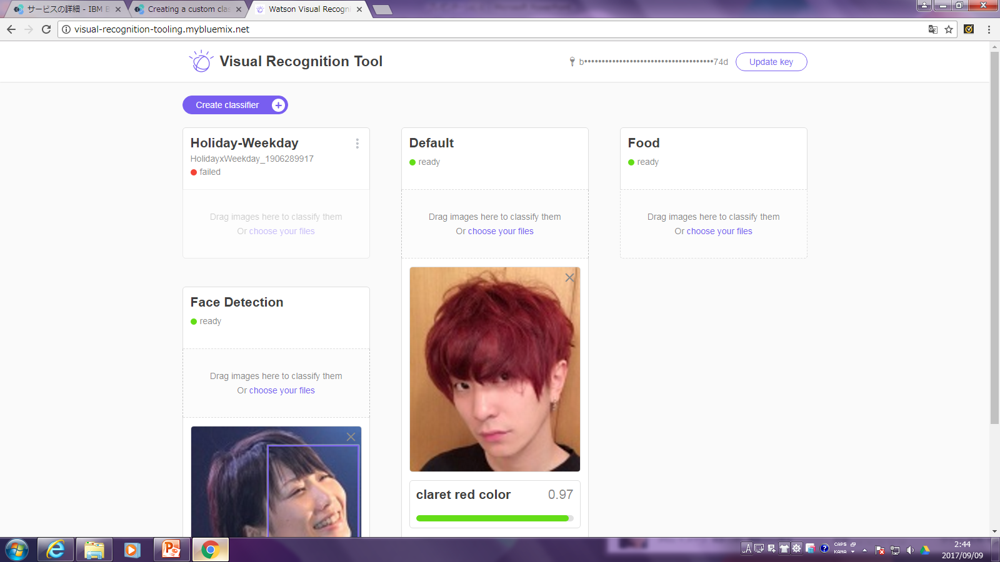 サービスの詳細 - IBM B
Creating a custom clas
Watson Visual Recogni
visual-recognition-tooling.mybluemix.net
Visual Recognition Tool
b•••••••••••••••••••••••••••••••••••••74d
Update key
Create classifier
Holiday-Weekday
HolidayxWeekday_1906289917
failed
Drag images here to classify them
Or choose your files
Default
ready
Drag images here to classify them
Or choose your files
Food
ready
Drag images here to classify them
Or choose your files
Face Detection
ready
Drag images here to classify them
Or choose your files
claret red color
0.97
A
CAPS
KANA
2:44
2017/09/09